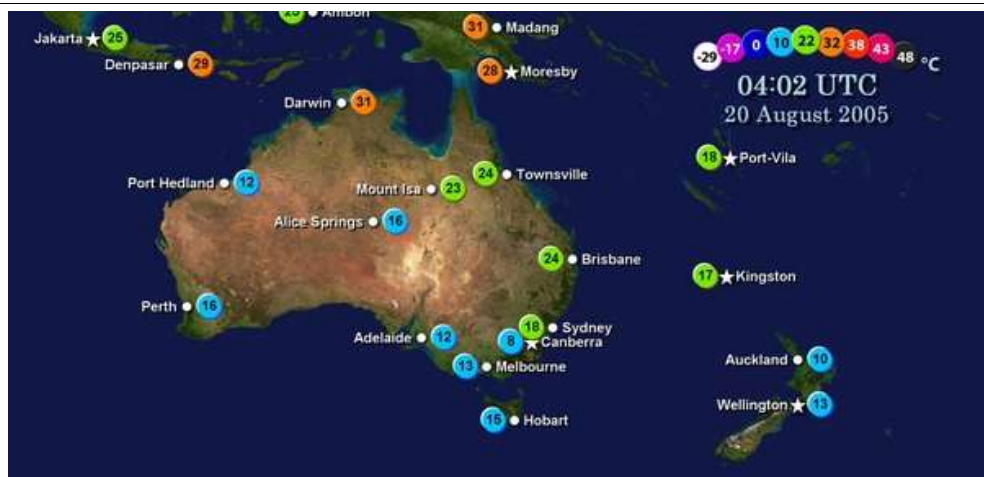 25 Ambon
Jakarta 25
31 Madang
-29 -17 0 10 22 32 38 43 48 °C
Denpasar 29
28 Moresby
04:02 UTC
20 August 2005
Darwin 31
18 Port-Vila
Port Hedland 12
24 Townsville
Mount Isa 23
Alice Springs 16
24 Brisbane
17 Kingston
Perth 16
18 Sydney
Adelaide 12
8 Canberra
13 Melbourne
Auckland 10
Wellington 13
15 Hobart